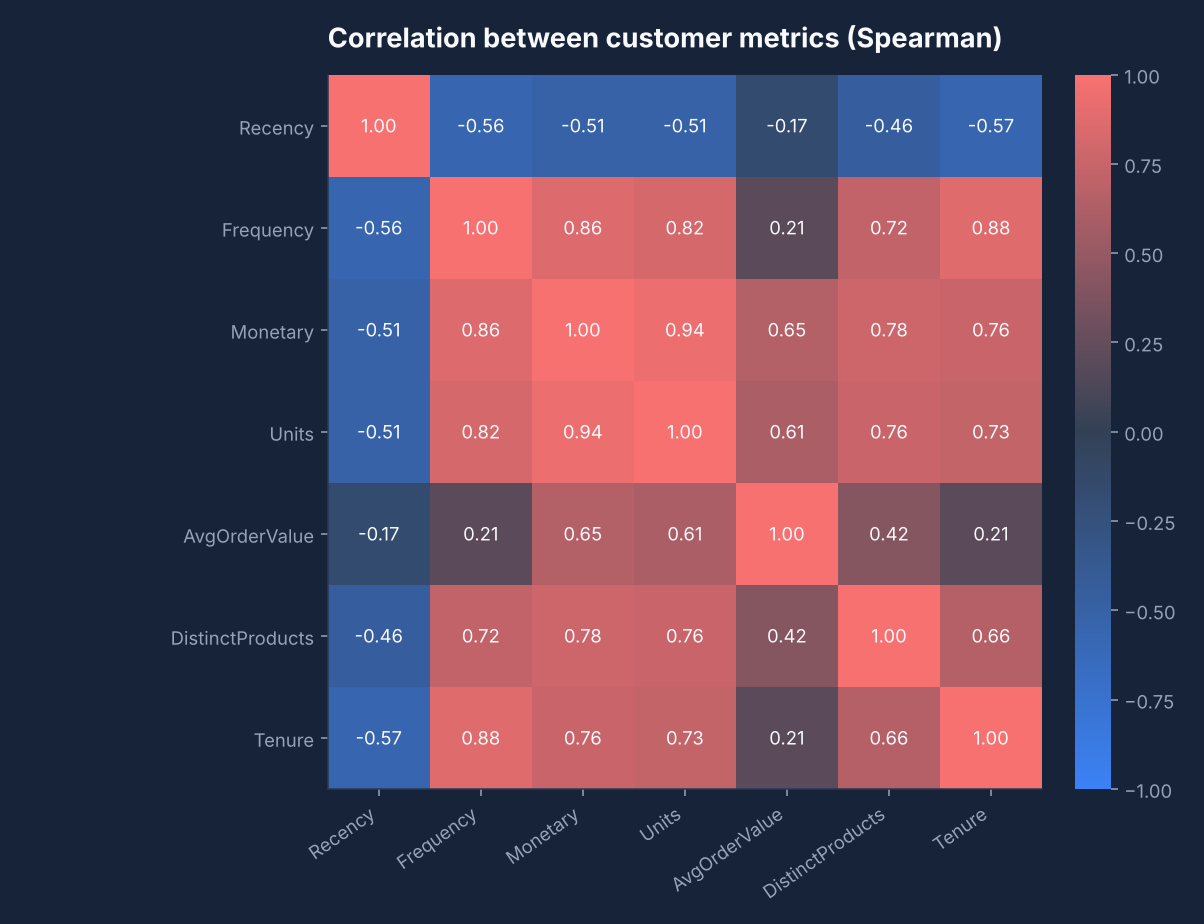 Correlation between customer metrics (Spearman)
Recency 1.00 -0.56 -0.51 -0.51 -0.17 -0.46 -0.57
Frequency -0.56 1.00 0.86 0.82 0.21 0.72 0.88
Monetary -0.51 0.86 1.00 0.94 0.65 0.78 0.76
Units -0.51 0.82 0.94 1.00 0.61 0.76 0.73
AvgOrderValue -0.17 0.21 0.65 0.61 1.00 0.42 0.21
DistinctProducts -0.46 0.72 0.78 0.76 0.42 1.00 0.66
Tenure -0.57 0.88 0.76 0.73 0.21 0.66 1.00
Recency Frequency Monetary Units AvgOrderValue DistinctProducts Tenure
1.00
0.75
0.50
0.25
0.00
−0.25
−0.50
−0.75
−1.00